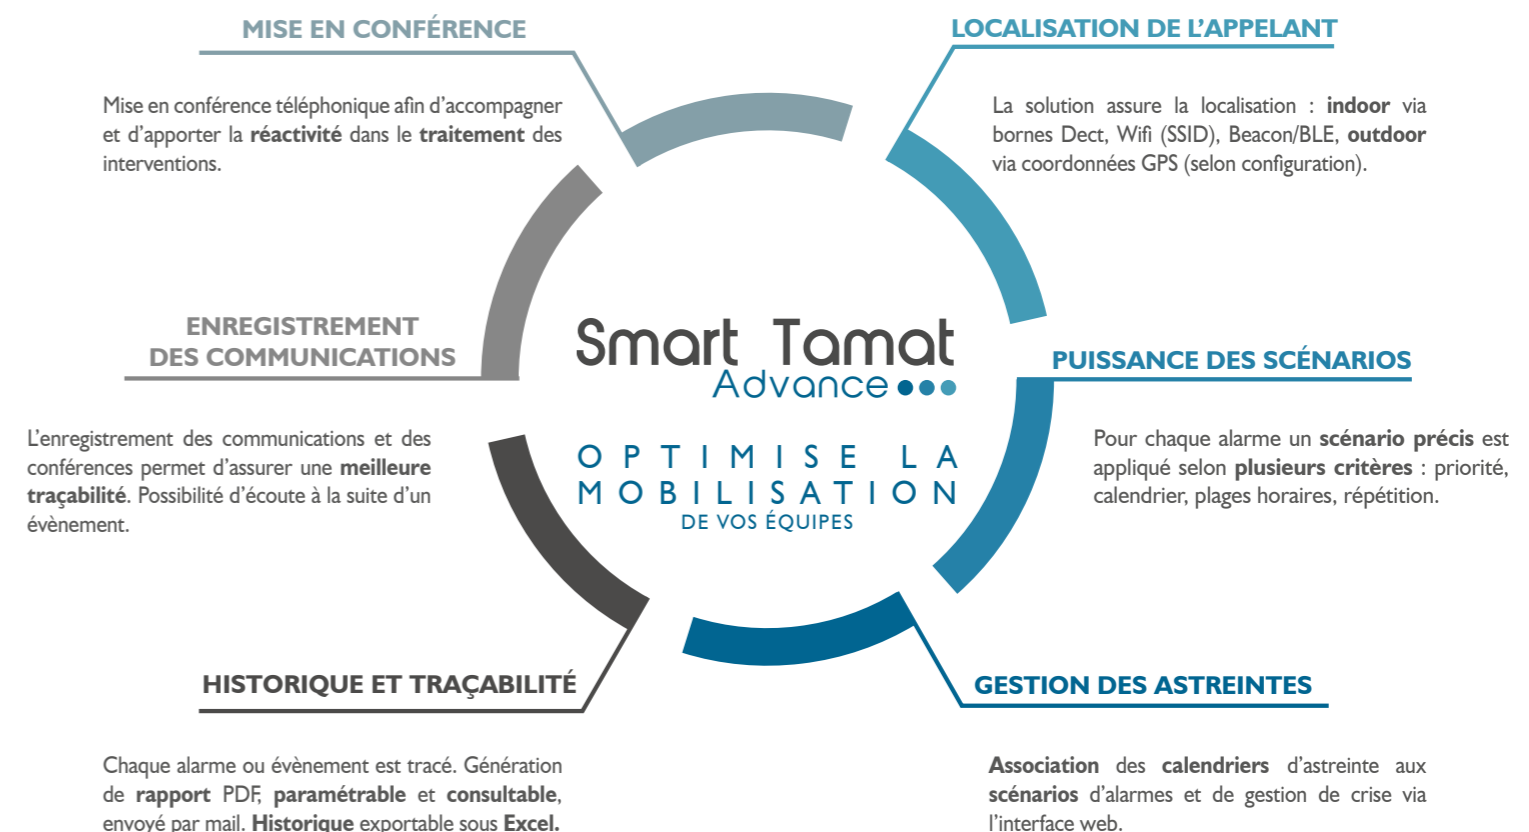 MISE EN CONFÉRENCE
Mise en conférence téléphonique afin d'accompagner
et d'apporter la réactivité dans le traitement des
interventions.
LOCALISATION DE L'APPELANT
La solution assure la localisation : indoor via
bornes Dect, Wifi (SSID), Beacon/BLE, outdoor
via coordonnées GPS (selon configuration).
ENREGISTREMENT
DES COMMUNICATIONS
L'enregistrement des communications et des
conférences permet d'assurer une meilleure
traçabilité. Possibilité d'écoute à la suite d'un
évènement.
Smart Tamat
Advance
OPTIMISE LA
MOBILISATION
DE VOS ÉQUIPES
PUISSANCE DES SCÉNARIOS
Pour chaque alarme un scénario précis est
appliqué selon plusieurs critères : priorité,
calendrier, plages horaires, répétition.
HISTORIQUE ET TRAÇABILITÉ
Chaque alarme ou évènement est tracé. Génération
de rapport PDF, paramétrable et consultable,
envoyé par mail. Historique exportable sous Excel.
GESTION DES ASTREINTES
Association des calendriers d'astreinte aux
scénarios d'alarmes et de gestion de crise via
l'interface web.